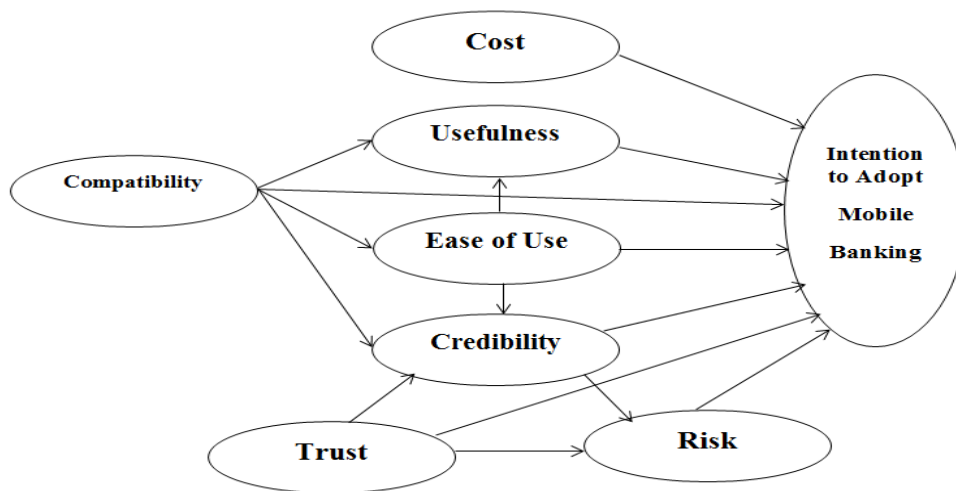 Cost
Usefulness
Compatibility
Ease of Use
Credibility
Trust
Risk
Intention
to Adopt
Mobile
Banking